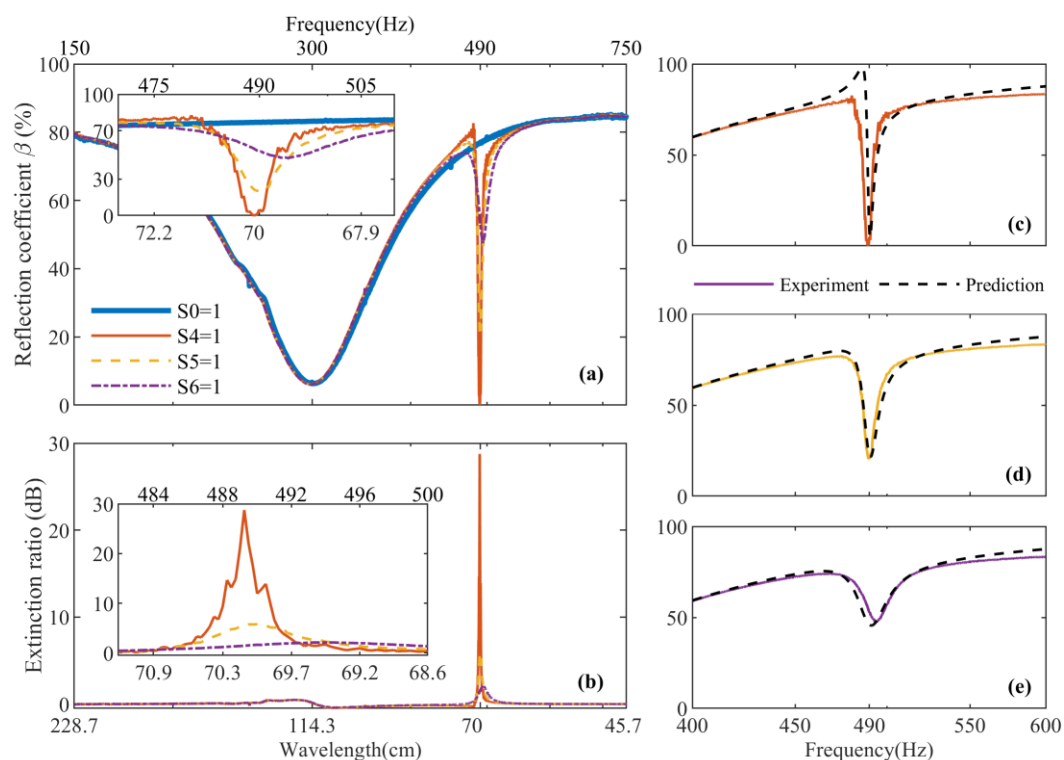 Frequency(Hz)
150 300 490 750
100
80
60
40
20
0
Reflection coefficient β (%)
475 490 505
100
70
30
0
72.2 70 67.9
S0=1
S4=1
S5=1
S6=1
(a)
30
20
10
0
Extinction ratio (dB)
484 488 492 496 500
30
20
10
0
70.9 70.3 69.7 69.2 68.6
(b)
228.7 114.3 70 45.7
Wavelength(cm)
100
50
0
(c)
Experiment Prediction
100
50
0
(d)
100
50
0
(e)
400 450 490 550 600
Frequency(Hz)